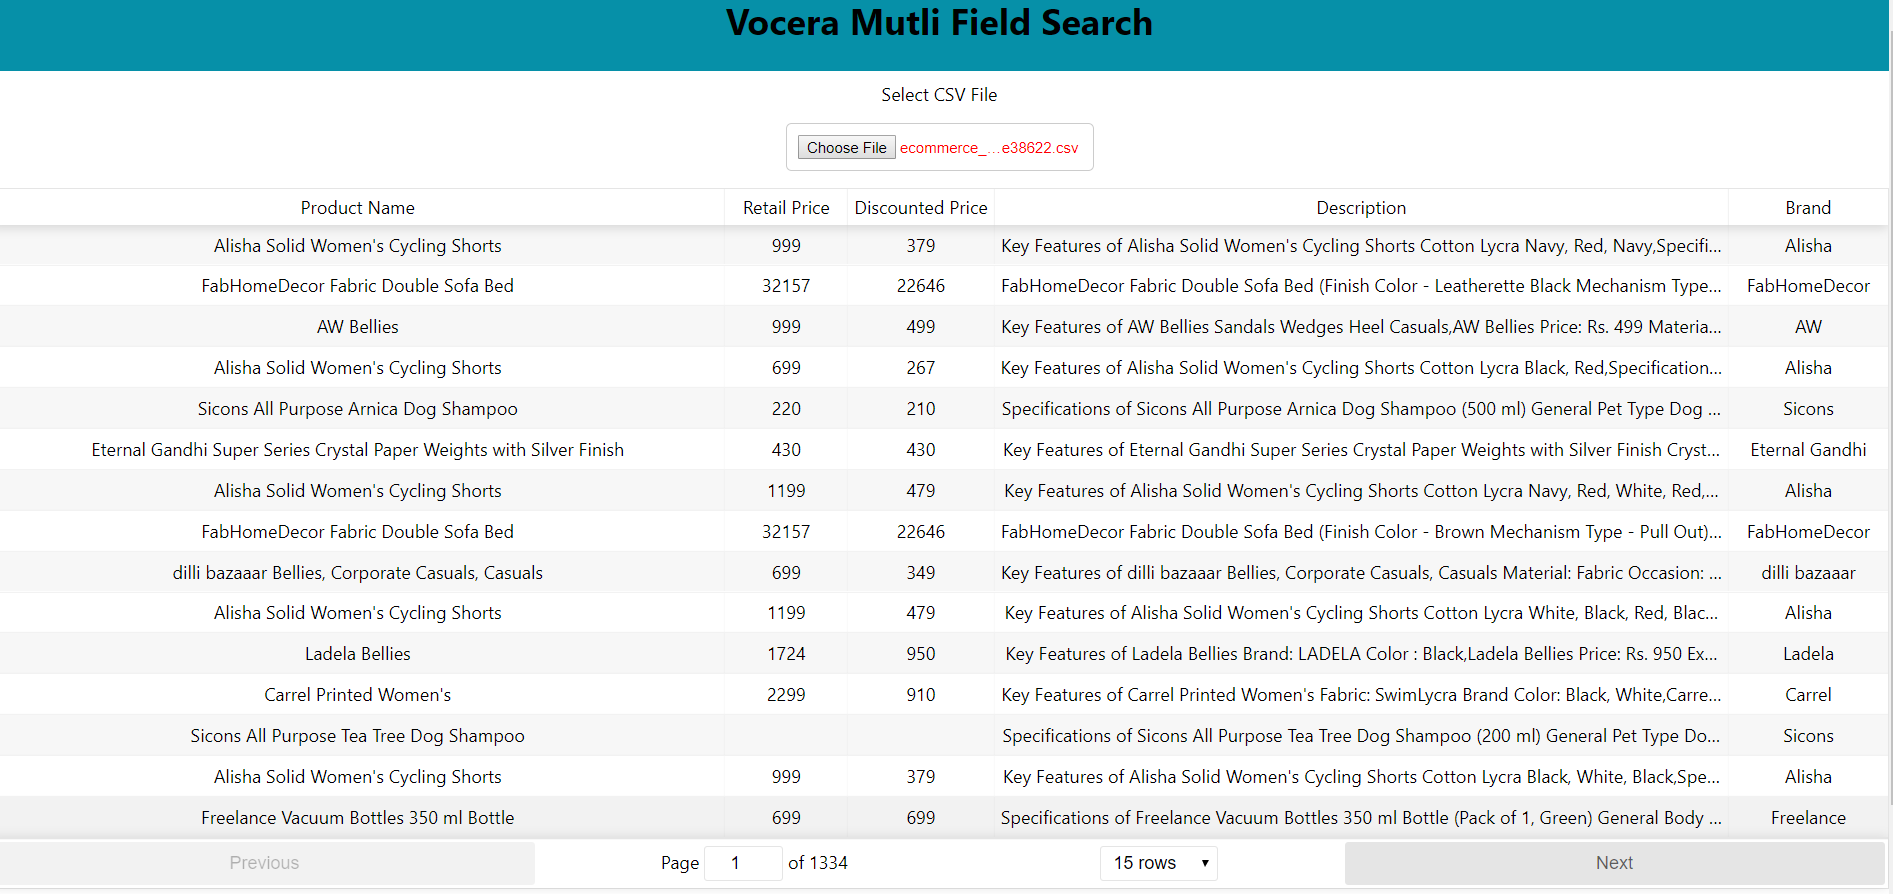 Vocera Mutli Field Search
Select CSV File
Choose File ecommerce_...e38622.csv
Product Name Retail Price Discounted Price Description Brand
Alisha Solid Women's Cycling Shorts 999 379 Key Features of Alisha Solid Women's Cycling Shorts Cotton Lycra Navy, Red, Navy,Specifi... Alisha
FabHomeDecor Fabric Double Sofa Bed 32157 22646 FabHomeDecor Fabric Double Sofa Bed (Finish Color - Leatherette Black Mechanism Type... FabHomeDecor
AW Bellies 999 499 Key Features of AW Bellies Sandals Wedges Heel Casuals,AW Bellies Price: Rs. 499 Materia... AW
Alisha Solid Women's Cycling Shorts 699 267 Key Features of Alisha Solid Women's Cycling Shorts Cotton Lycra Black, Red,Specification... Alisha
Sicons All Purpose Arnica Dog Shampoo 220 210 Specifications of Sicons All Purpose Arnica Dog Shampoo (500 ml) General Pet Type Dog ... Sicons
Eternal Gandhi Super Series Crystal Paper Weights with Silver Finish 430 430 Key Features of Eternal Gandhi Super Series Crystal Paper Weights with Silver Finish Cryst... Eternal Gandhi
Alisha Solid Women's Cycling Shorts 1199 479 Key Features of Alisha Solid Women's Cycling Shorts Cotton Lycra Navy, Red, White, Red,... Alisha
FabHomeDecor Fabric Double Sofa Bed 32157 22646 FabHomeDecor Fabric Double Sofa Bed (Finish Color - Brown Mechanism Type - Pull Out)... FabHomeDecor
dilli bazaaar Bellies, Corporate Casuals, Casuals 699 349 Key Features of dilli bazaaar Bellies, Corporate Casuals, Casuals Material: Fabric Occasion: ... dilli bazaaar
Alisha Solid Women's Cycling Shorts 1199 479 Key Features of Alisha Solid Women's Cycling Shorts Cotton Lycra White, Black, Red, Blac... Alisha
Ladela Bellies 1724 950 Key Features of Ladela Bellies Brand: LADELA Color : Black,Ladela Bellies Price: Rs. 950 Ex... Ladela
Carrel Printed Women's 2299 910 Key Features of Carrel Printed Women's Fabric: SwimLycra Brand Color: Black, White,Carre... Carrel
Sicons All Purpose Tea Tree Dog Shampoo Specifications of Sicons All Purpose Tea Tree Dog Shampoo (200 ml) General Pet Type Do... Sicons
Alisha Solid Women's Cycling Shorts 999 379 Key Features of Alisha Solid Women's Cycling Shorts Cotton Lycra Black, White, Black,Spe... Alisha
Freelance Vacuum Bottles 350 ml Bottle 699 699 Specifications of Freelance Vacuum Bottles 350 ml Bottle (Pack of 1, Green) General Body ... Freelance
Previous Page 1 of 1334 15 rows Next